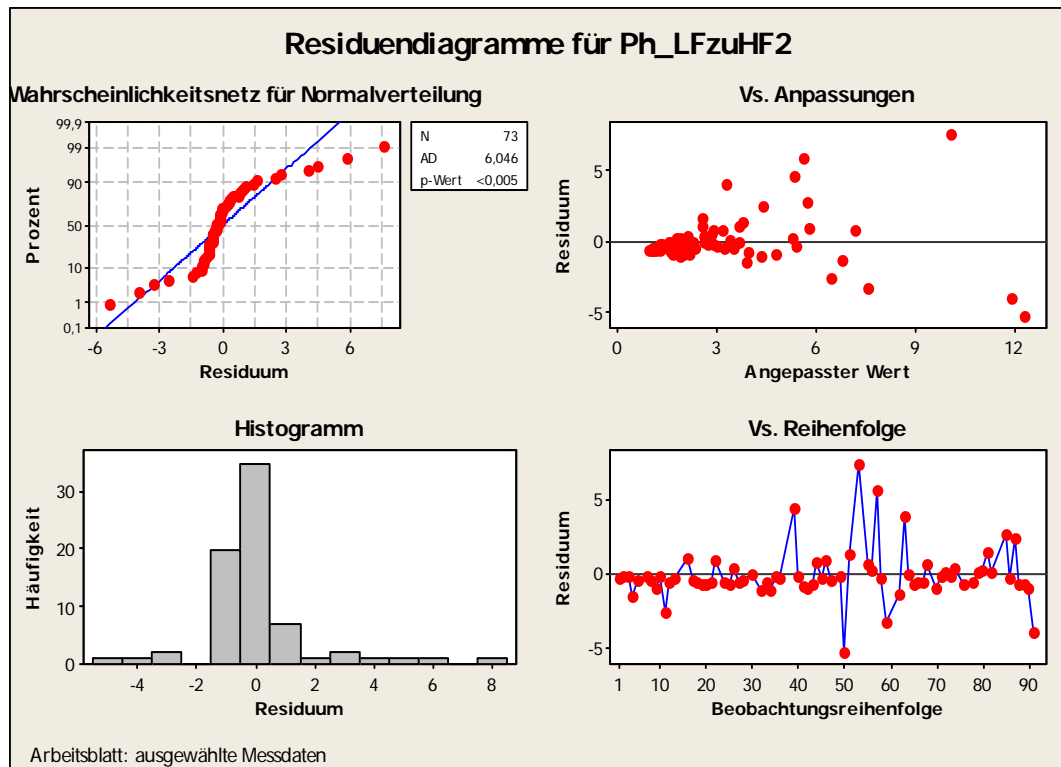 Residuendiagramme für Ph_LFzuHF2
Wahrscheinlichkeitsnetz für Normalverteilung
99,9
99
90
50
10
1
0,1
Prozent
-6 -3 0 3 6
Residuum
N 73
AD 6,046
p-Wert <0,005
Vs. Anpassungen
5
0
-5
Residuum
0 3 6 9 12
Angepasster Wert
Histogramm
30
20
10
0
Häufigkeit
-4 -2 0 2 4 6 8
Residuum
Vs. Reihenfolge
5
0
-5
Residuum
1 10 20 30 40 50 60 70 80 90
Beobachtungsreihenfolge
Arbeitsblatt: ausgewählte Messdaten